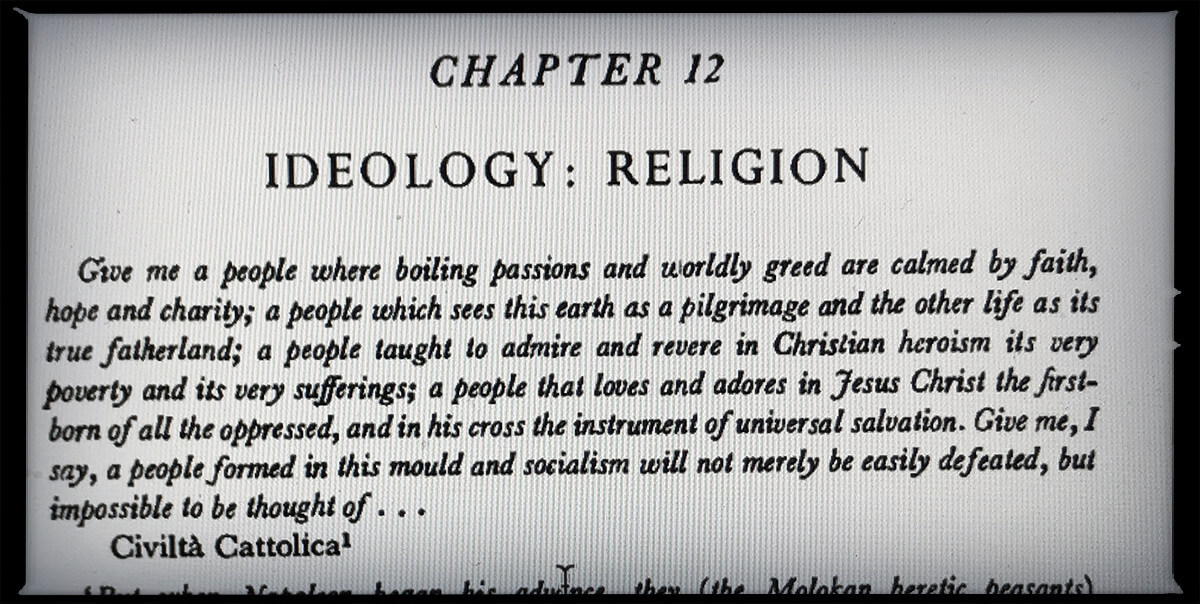 CHAPTER 12
IDEOLOGY: RELIGION
Give me a people where boiling passions and worldly greed are calmed by faith,
hope and charity; a people which sees this earth as a pilgrimage and the other life as its
true fatherland; a people taught to admire and revere in Christian heroism its very
poverty and its very sufferings; a people that loves and adores in Jesus Christ the first-
born of all the oppressed, and in his cross the instrument of universal salvation. Give me, I
say, a people formed in this mould and socialism will not merely be easily defeated, but
impossible to be thought of . . .
Civiltà Cattolica¹
'But when Napoleon began his advance they (the Molokan heretic peasants)